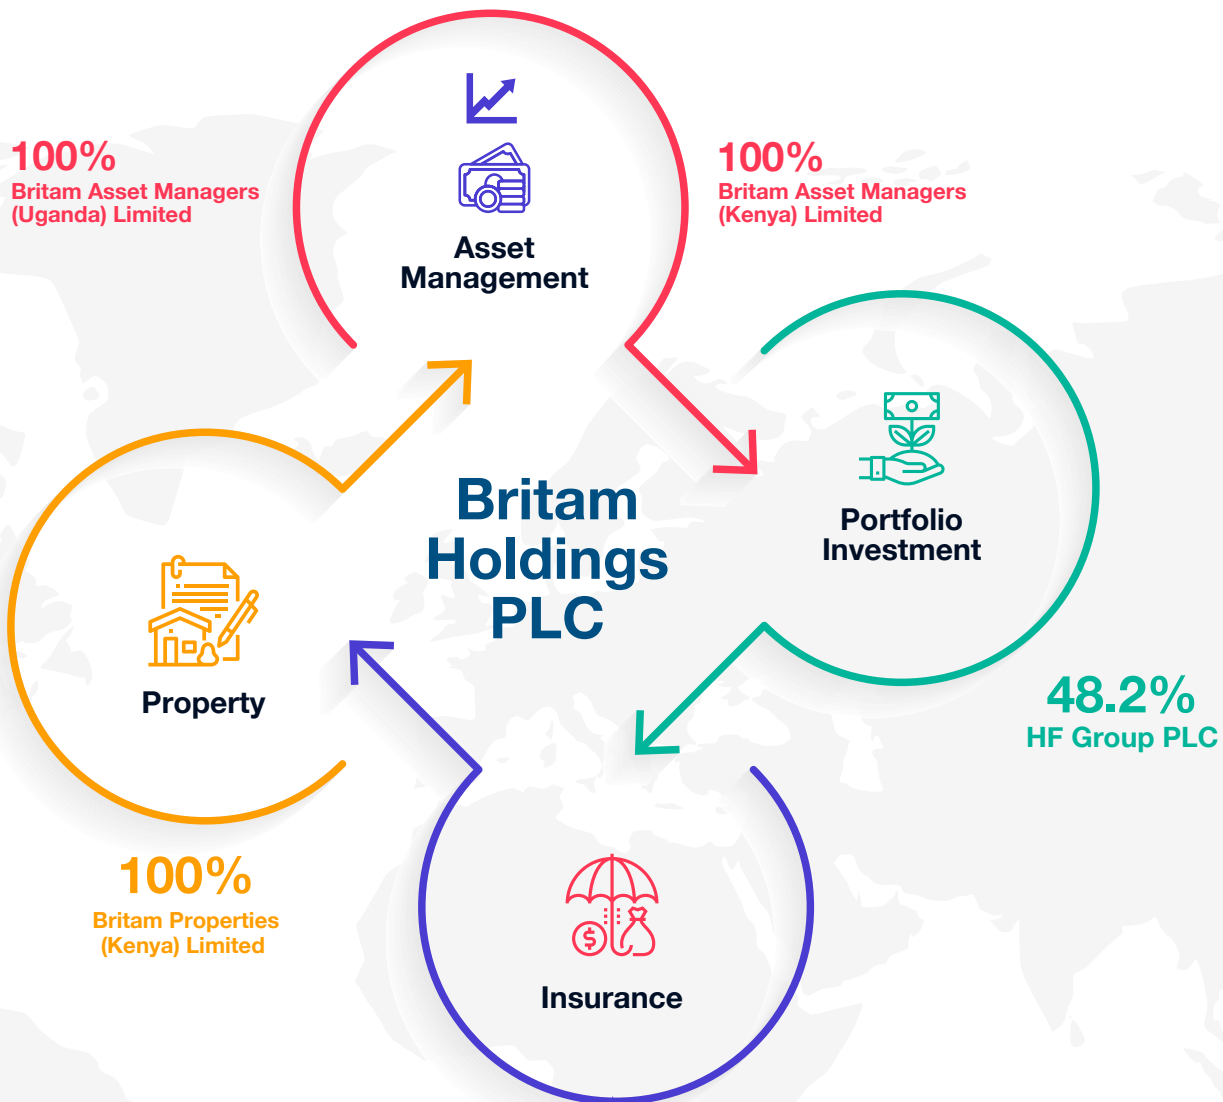 100%
Britam Asset Managers
(Uganda) Limited
100%
Britam Asset Managers
(Kenya) Limited
Asset
Management
Portfolio
Investment
Britam
Holdings
PLC
Property
48.2%
HF Group PLC
100%
Britam Properties
(Kenya) Limited
$
Insurance